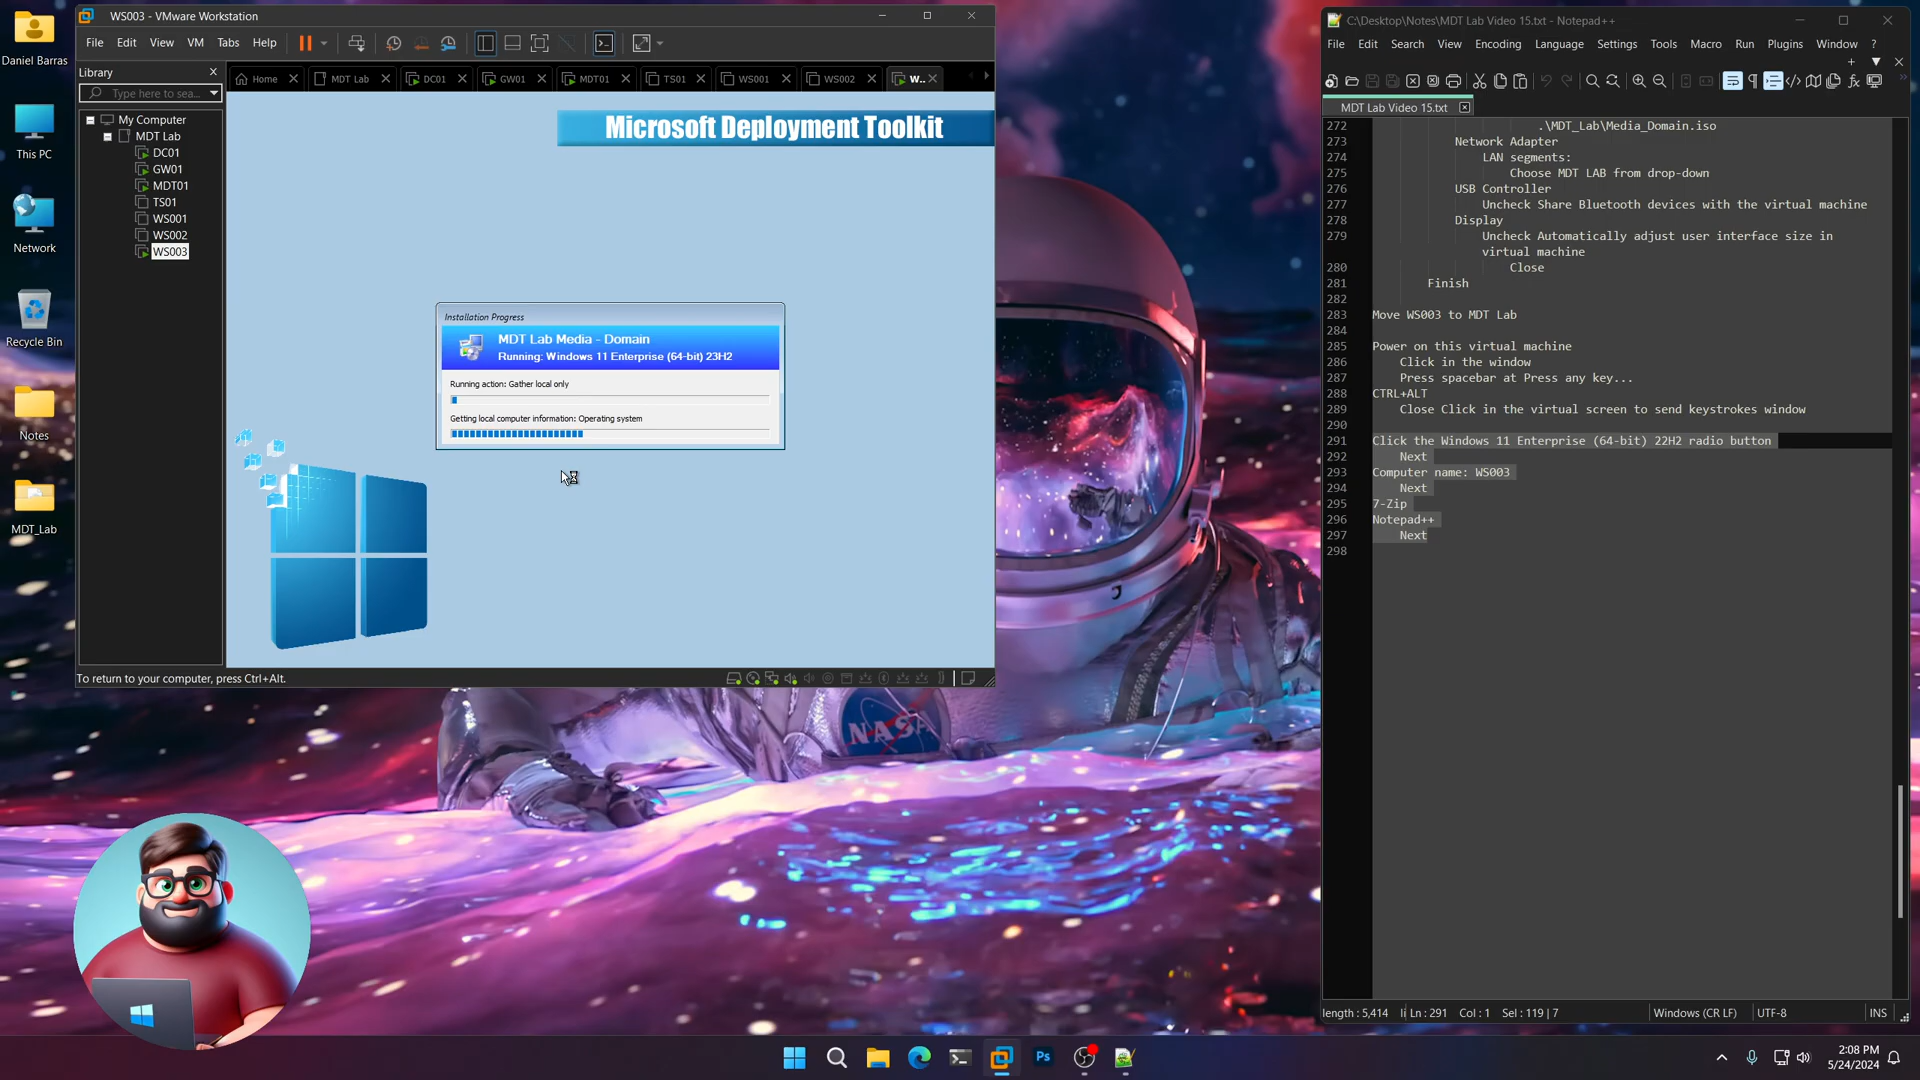 Daniel Barras
This PC
Network
Recycle Bin
Notes
MDT_Lab
WS003 - VMware Workstation
File Edit View VM Tabs Help
Library
Type here to sea...
My Computer
MDT Lab
DC01
GW01
MDT01
TS01
WS001
WS002
WS003
Home
MDT Lab
DC01
GW01
MDT01
TS01
WS001
WS002
W..
Microsoft Deployment Toolkit
Installation Progress
MDT Lab Media - Domain
Running: Windows 11 Enterprise (64-bit) 23H2
Running action: Gather local only
Getting local computer information: Operating system
To return to your computer, press Ctrl+Alt.
NASA
C:\Desktop\Notes\MDT Lab Video 15.txt - Notepad++
File Edit Search View Encoding Language Settings Tools Macro Run Plugins Window ?
MDT Lab Video 15.txt
272 .\MDT_Lab\Media_Domain.iso
273 Network Adapter
274 LAN segments:
275 Choose MDT LAB from drop-down
276 USB Controller
277 Uncheck Share Bluetooth devices with the virtual machine
278 Display
279 Uncheck Automatically adjust user interface size in
virtual machine
280 Close
281 Finish
282
283 Move WS003 to MDT Lab
284
285 Power on this virtual machine
286 Click in the window
287 Press spacebar at Press any key...
288 CTRL+ALT
289 Close Click in the virtual screen to send keystrokes window
290
291 Click the Windows 11 Enterprise (64-bit) 22H2 radio button
292 Next
293 Computer name: WS003
294 Next
295 7-Zip
296 Notepad++
297 Next
298
length : 5,414 li Ln : 291 Col : 1 Sel : 119 | 7 Windows (CR LF) UTF-8 INS
Ps
2:08 PM
5/24/2024